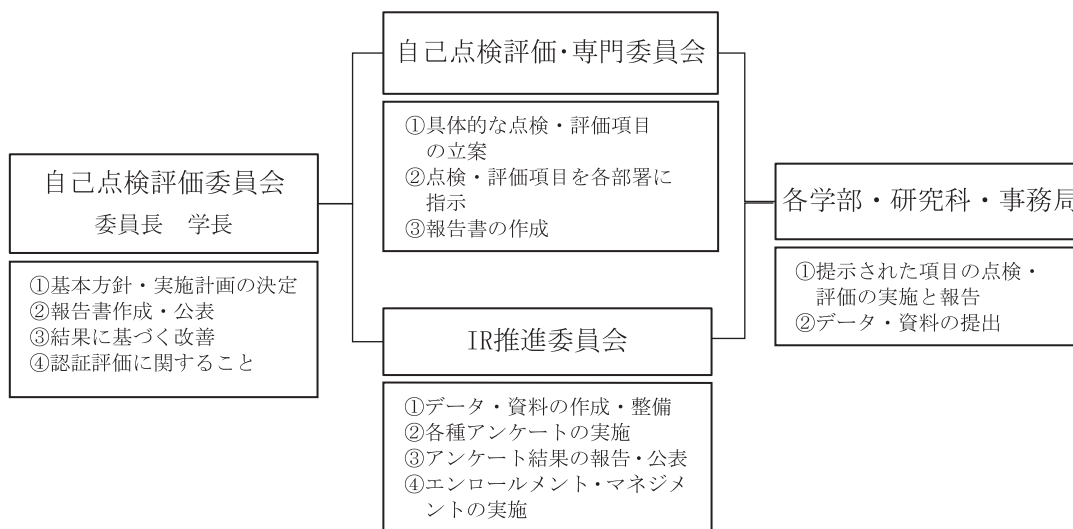 自己点検評価委員会
委員長　学長
①基本方針・実施計画の決定
②報告書作成・公表
③結果に基づく改善
④認証評価に関すること
自己点検評価・専門委員会
①具体的な点検・評価項目
の立案
②点検・評価項目を各部署に
指示
③報告書の作成
IR推進委員会
①データ・資料の作成・整備
②各種アンケートの実施
③アンケート結果の報告・公表
④エンロールメント・マネジメ
ントの実施
各学部・研究科・事務局
①提示された項目の点検・
評価の実施と報告
②データ・資料の提出